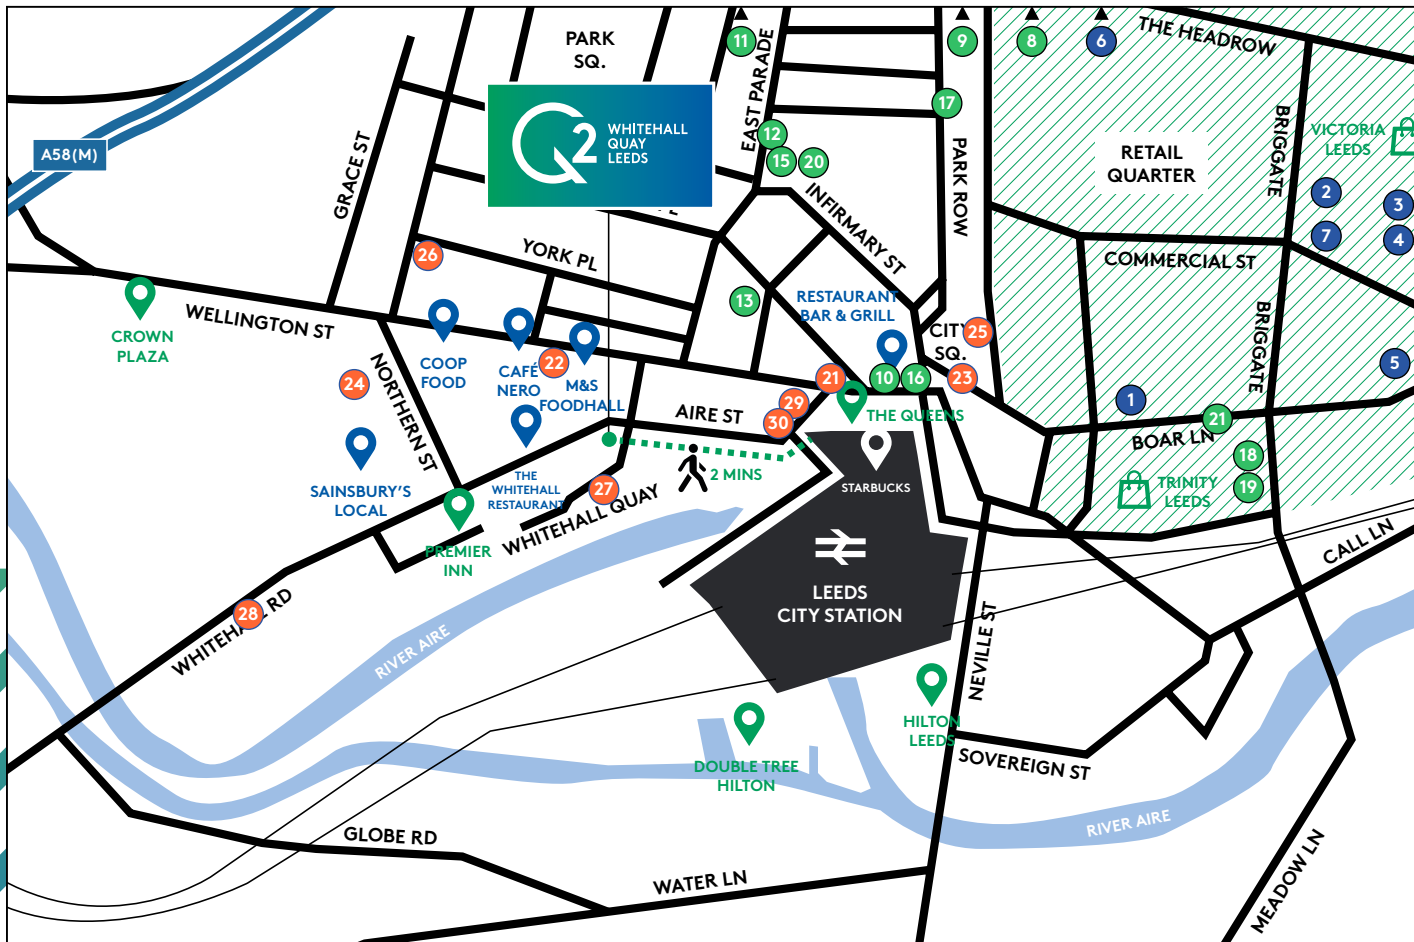 PARK
SQ.
11
9
8
6
THE HEADROW
EAST PARADE
17
BRIGGATE
VICTORIA
LEEDS
Q2
WHITEHALL
QUAY
LEEDS
A58(M)
GRACE ST
12
15
20
PARK ROW
RETAIL
QUARTER
2
3
7
4
INFIRMARY ST
YORK PL
26
COMMERCIAL ST
CROWN
PLAZA
WELLINGTON ST
13
RESTAURANT
BAR & GRILL
CITY
SQ.
25
BRIGGATE
NORTHERN ST
COOP
FOOD
CAFÉ
NERO
22
M&S
FOODHALL
24
21
10
16
23
5
29
30
AIRE ST
THE QUEENS
1
21
BOAR LN
18
19
TRINITY
LEEDS
2 MINS
STARBUCKS
SAINSBURY'S
LOCAL
THE
WHITEHALL
RESTAURANT
27
WHITEHALL QUAY
PREMIER
INN
LEEDS
CITY STATION
CALL LN
28
WHITEHALL RD
RIVER AIRE
NEVILLE ST
HILTON
LEEDS
DOUBLE TREE
HILTON
SOVEREIGN ST
RIVER AIRE
GLOBE RD
WATER LN
MEADOW LN